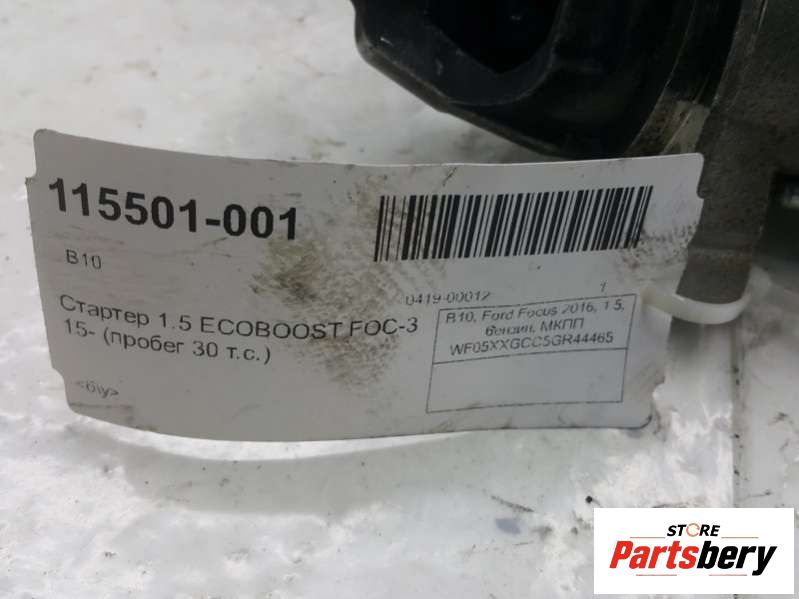 115501-001
B10
0419-00012 1
Стартер 1.5 ECOBOOST FOC-3
15- (пробег 30 т.с.)
<б\у>
B10, Ford Focus 2016, 1.5,
бензин, МКПП
WF05XXGCC5GR44465
STORE
Partsbery